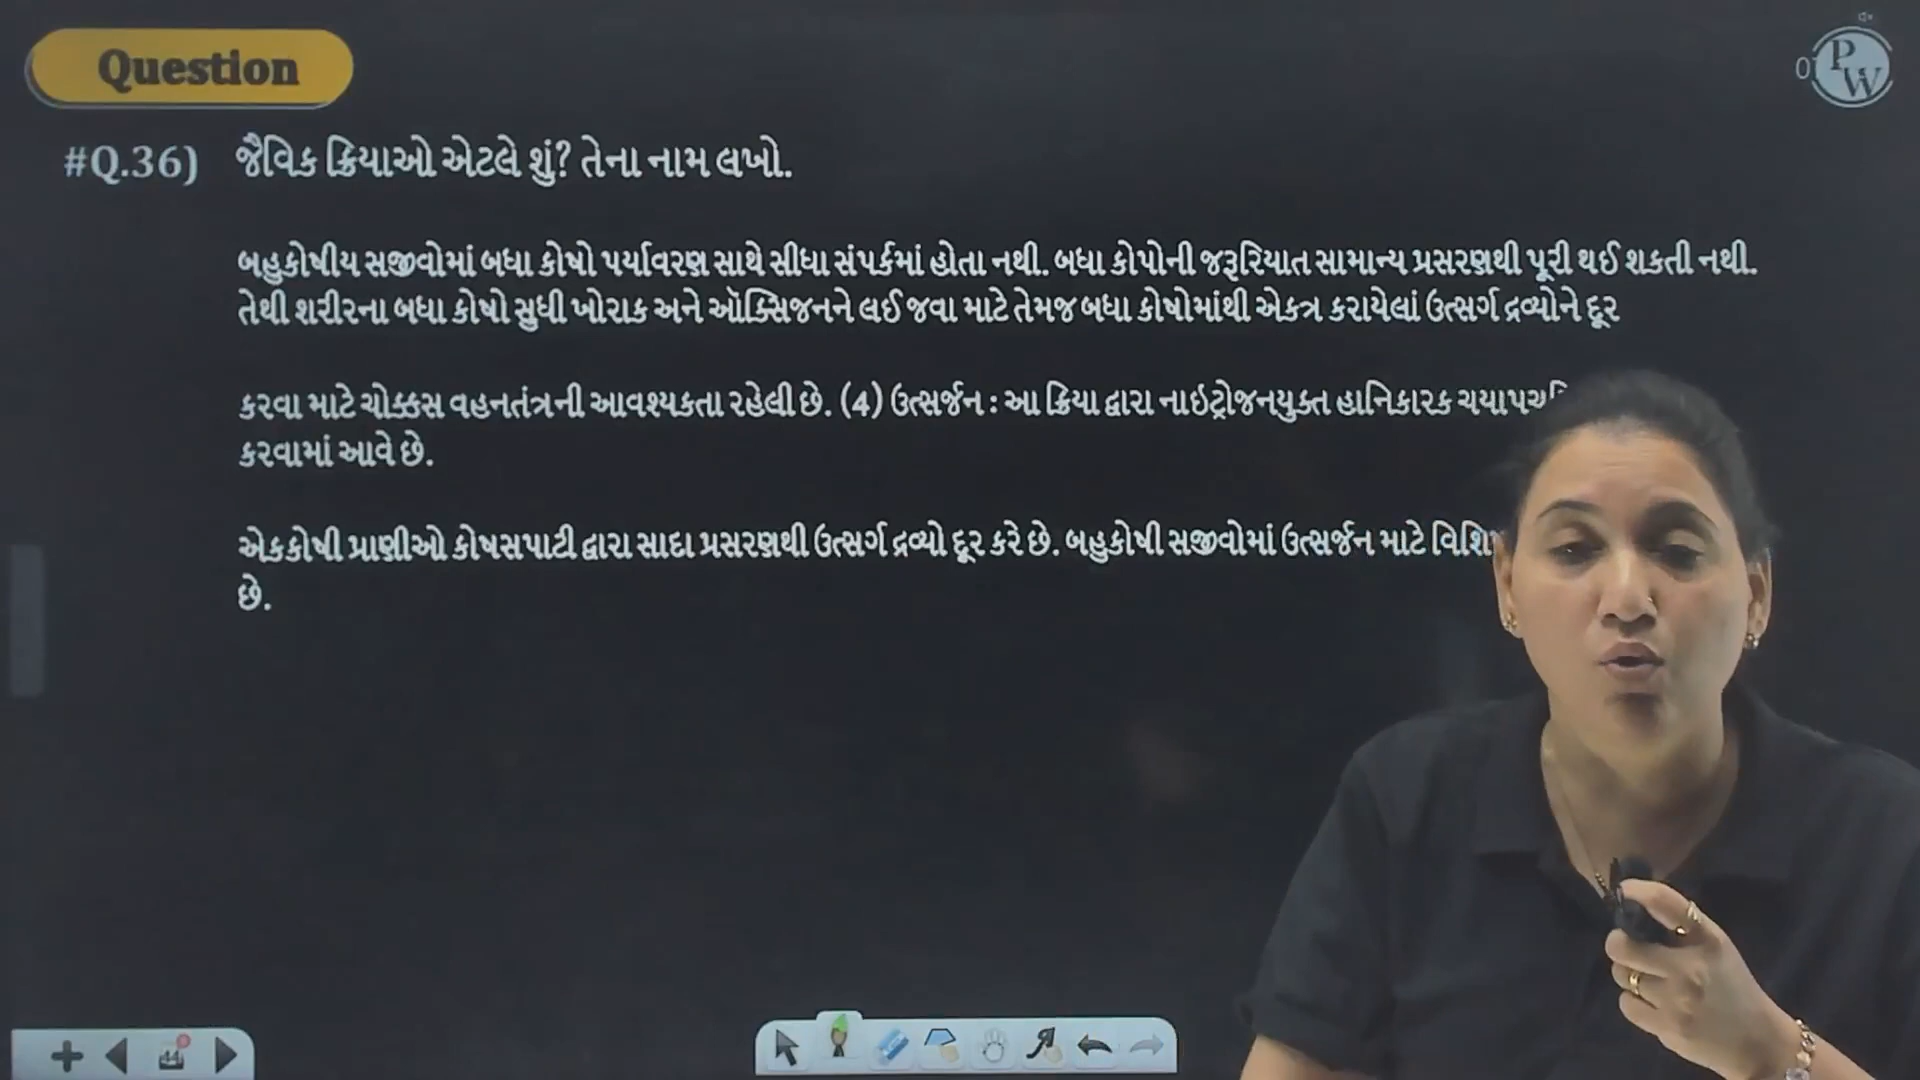 Question
#Q.36) જૈવિક ક્રિયાઓ એટલે શું? તેના નામ લખો.
બહુકોષીય સજીવોમાં બધા કોષો પર્યાવરણ સાથે સીધા સંપર્કમાં હોતા નથી. બધા કોપોની જરૂરિયાત સામાન્ય પ્રસરણથી પૂરી થઈ શકતી નથી.
તેથી શરીરના બધા કોષો સુધી ખોરાક અને ઑક્સિજનને લઈ જવા માટે તેમજ બધા કોષોમાંથી એકત્ર કરાયેલાં ઉત્સર્ગ દ્રવ્યોને દૂર
કરવા માટે ચોક્કસ વહનતંત્રની આવશ્યકતા રહેલી છે. (4) ઉત્સર્જન : આ ક્રિયા દ્વારા નાઇટ્રોજનયુક્ત હાનિકારક
કરવામાં આવે છે.
એકકોષી પ્રાણીઓ કોષસપાટી દ્વારા સાદા પ્રસરણથી ઉત્સર્ગ દ્રવ્યો દૂર કરે છે. બહુકોષી સજીવોમાં ઉત્સર્જન માટે
છે.
PW
44